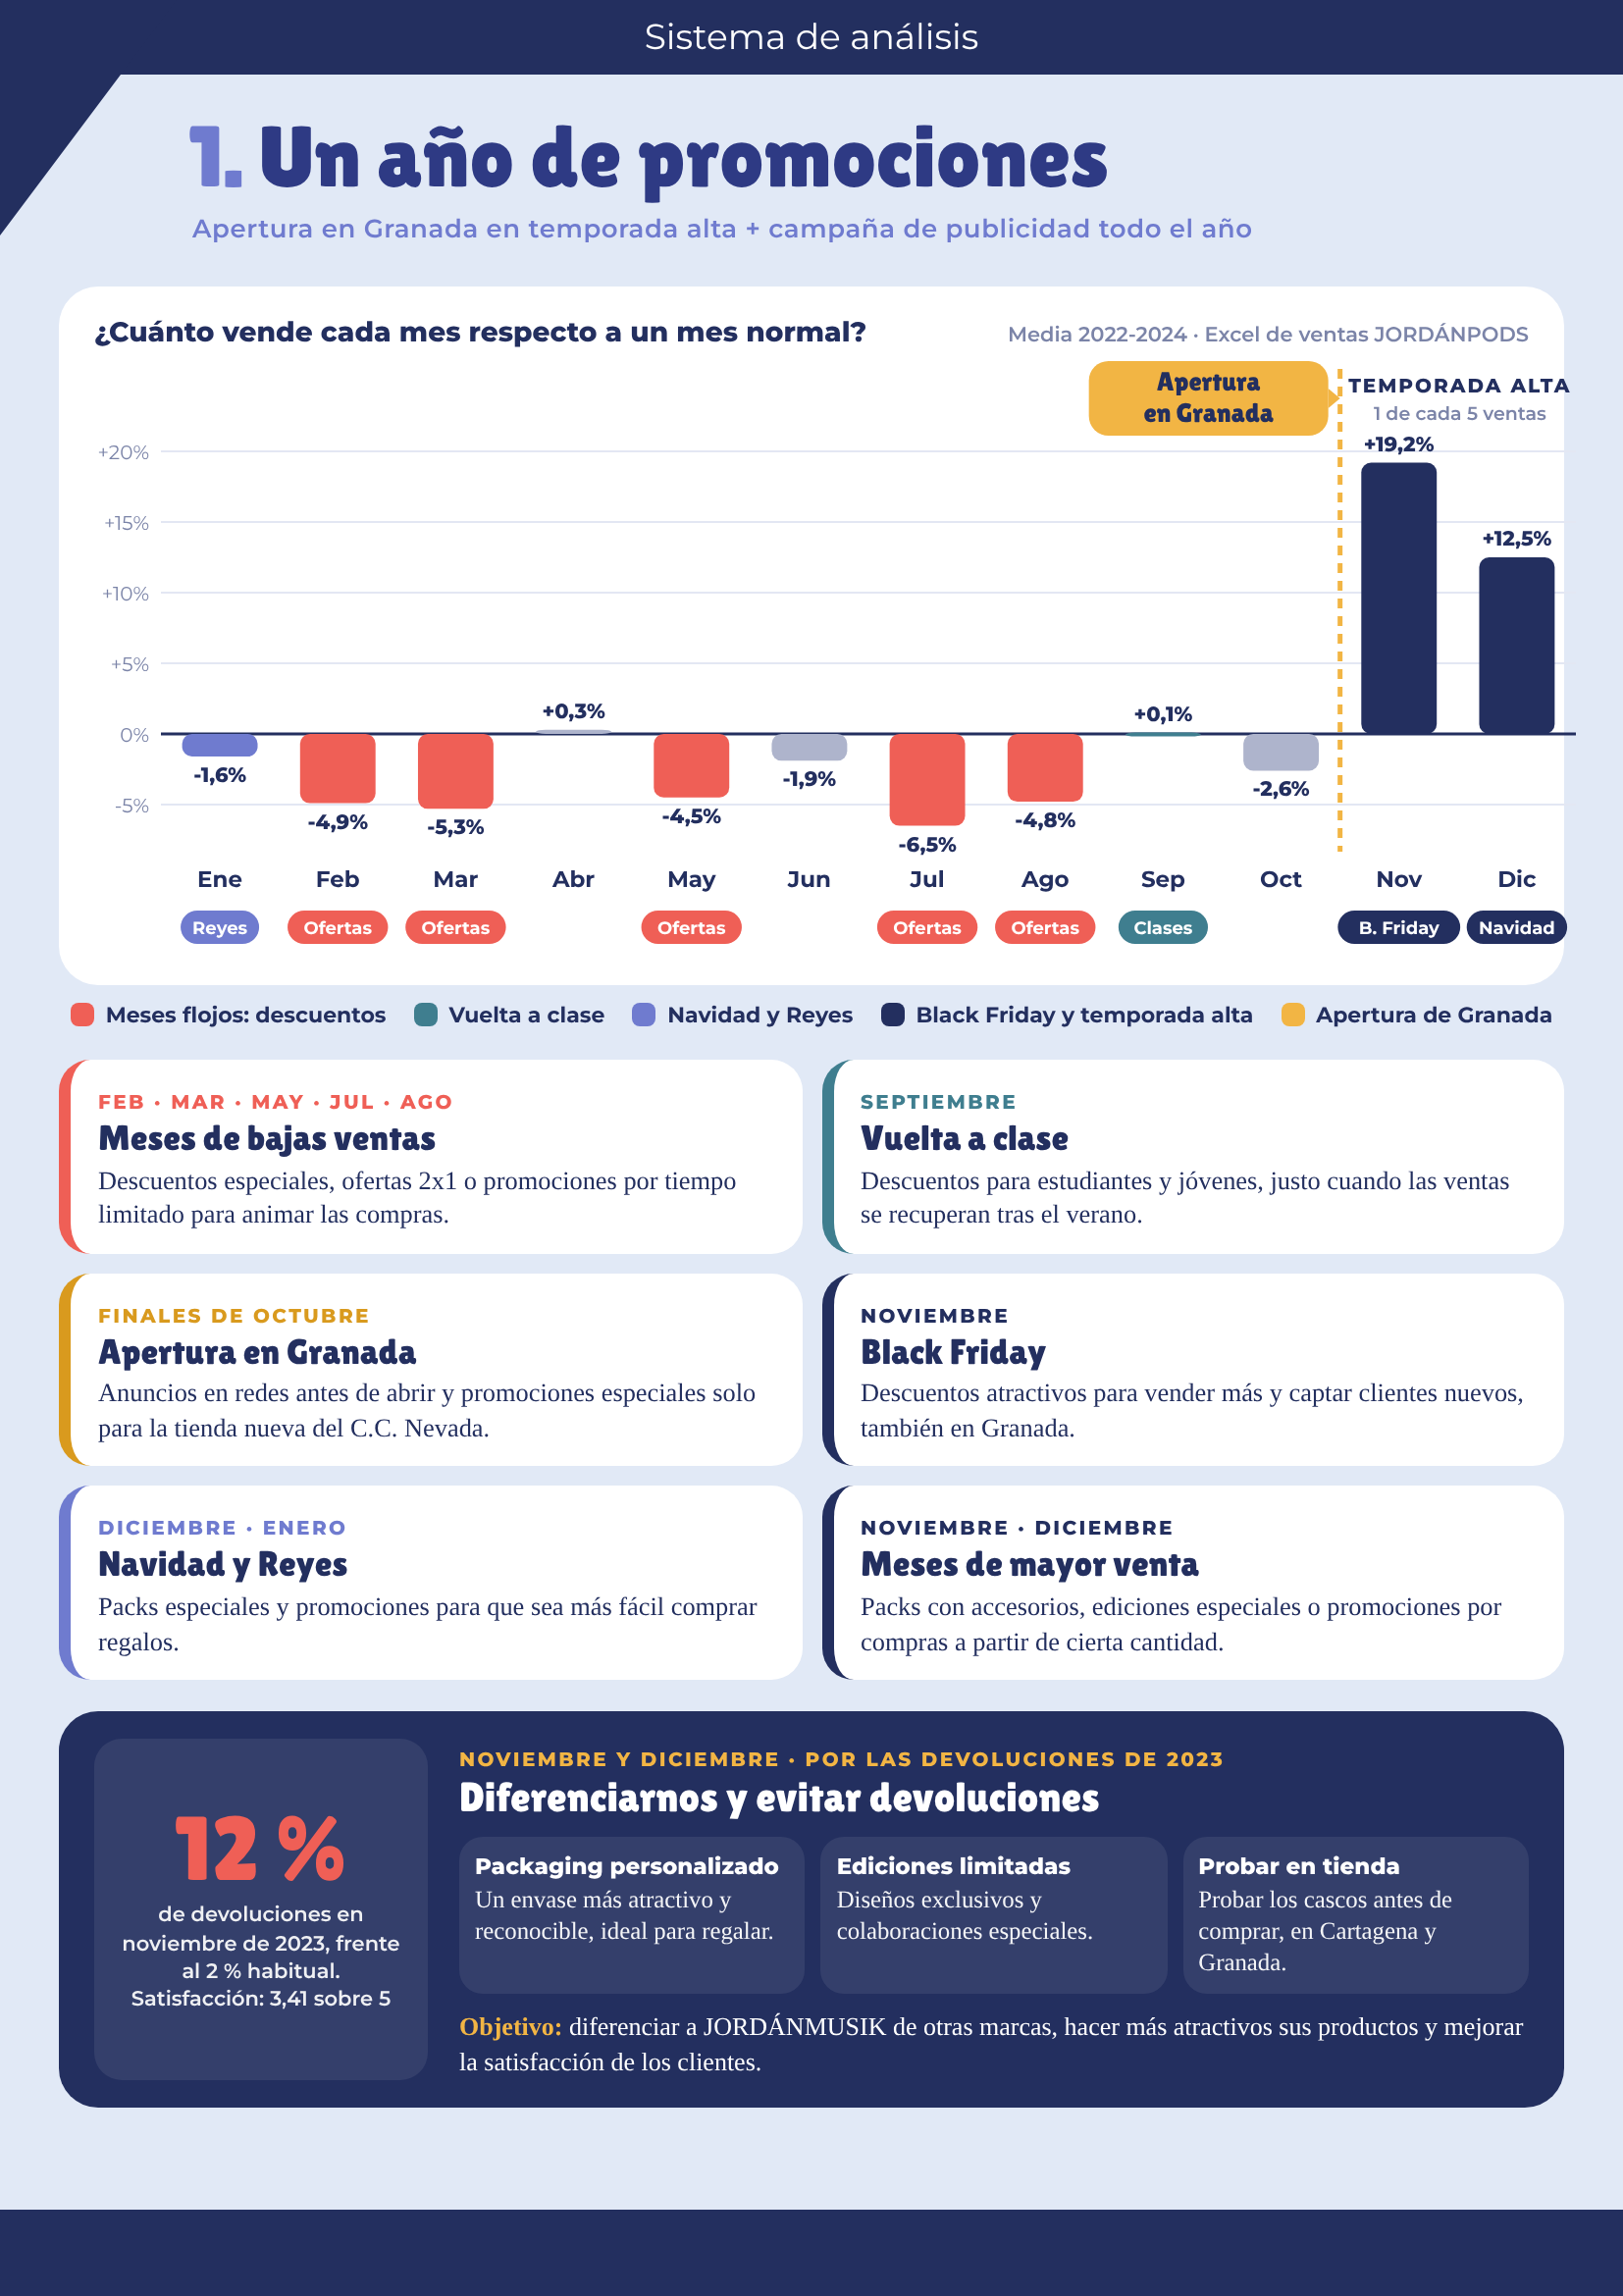 Sistema de análisis
1. Un año de promociones
Apertura en Granada en temporada alta + campaña de publicidad todo el año
¿Cuánto vende cada mes respecto a un mes normal?
Media 2022-2024 · Excel de ventas JORDÁNPODS
Apertura
en Granada
TEMPORADA ALTA
1 de cada 5 ventas
+20%
+15%
+10%
+5%
0%
-5%
-1,6%
-4,9%
-5,3%
+0,3%
-4,5%
-1,9%
-6,5%
-4,8%
+0,1%
-2,6%
+19,2%
+12,5%
Ene Feb Mar Abr May Jun Jul Ago Sep Oct Nov Dic
Reyes Ofertas Ofertas Ofertas Ofertas Ofertas Clases B. Friday Navidad
Meses flojos: descuentos Vuelta a clase Navidad y Reyes Black Friday y temporada alta Apertura de Granada
FEB · MAR · MAY · JUL · AGO
Meses de bajas ventas
Descuentos especiales, ofertas 2x1 o promociones por tiempo
limitado para animar las compras.
SEPTIEMBRE
Vuelta a clase
Descuentos para estudiantes y jóvenes, justo cuando las ventas
se recuperan tras el verano.
FINALES DE OCTUBRE
Apertura en Granada
Anuncios en redes antes de abrir y promociones especiales solo
para la tienda nueva del C.C. Nevada.
NOVIEMBRE
Black Friday
Descuentos atractivos para vender más y captar clientes nuevos,
también en Granada.
DICIEMBRE · ENERO
Navidad y Reyes
Packs especiales y promociones para que sea más fácil comprar
regalos.
NOVIEMBRE · DICIEMBRE
Meses de mayor venta
Packs con accesorios, ediciones especiales o promociones por
compras a partir de cierta cantidad.
12 %
de devoluciones en
noviembre de 2023, frente
al 2 % habitual.
Satisfacción: 3,41 sobre 5
NOVIEMBRE Y DICIEMBRE · POR LAS DEVOLUCIONES DE 2023
Diferenciarnos y evitar devoluciones
Packaging personalizado
Un envase más atractivo y
reconocible, ideal para regalar.
Ediciones limitadas
Diseños exclusivos y
colaboraciones especiales.
Probar en tienda
Probar los cascos antes de
comprar, en Cartagena y
Granada.
Objetivo: diferenciar a JORDÁNMUSIK de otras marcas, hacer más atractivos sus productos y mejorar
la satisfacción de los clientes.